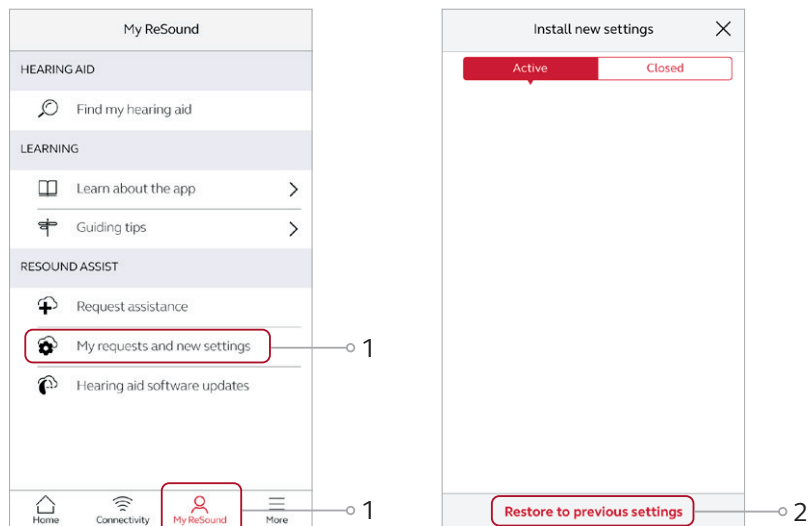 My ReSound
HEARING AID
Find my hearing aid
LEARNING
Learn about the app
Guiding tips
RESOUND ASSIST
Request assistance
My requests and new settings
1
Hearing aid software updates
Home
Connectivity
My ReSound
More
1
Install new settings
Active
Closed
Restore to previous settings
2